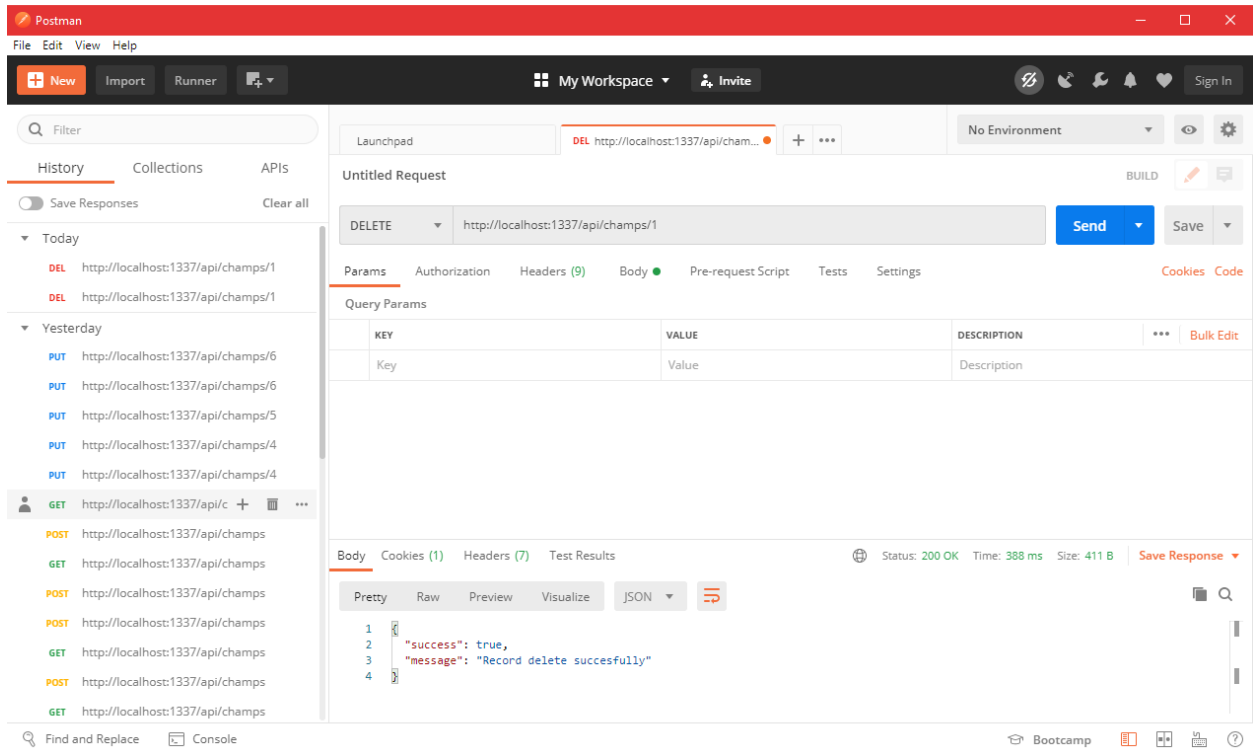 Postman
File Edit View Help
New Import Runner My Workspace Invite Sign In
Filter
History Collections APIs
Save Responses Clear all
Today
DEL http://localhost:1337/api/champs/1
DEL http://localhost:1337/api/champs/1
Yesterday
PUT http://localhost:1337/api/champs/6
PUT http://localhost:1337/api/champs/6
PUT http://localhost:1337/api/champs/5
PUT http://localhost:1337/api/champs/4
PUT http://localhost:1337/api/champs/4
GET http://localhost:1337/api/c
POST http://localhost:1337/api/champs
GET http://localhost:1337/api/champs
POST http://localhost:1337/api/champs
POST http://localhost:1337/api/champs
GET http://localhost:1337/api/champs
POST http://localhost:1337/api/champs
GET http://localhost:1337/api/champs
Launchpad DEL http://localhost:1337/api/cham... No Environment
Untitled Request BUILD
DELETE http://localhost:1337/api/champs/1 Send Save
Params Authorization Headers (9) Body Pre-request Script Tests Settings Cookies Code
Query Params
KEY VALUE DESCRIPTION Bulk Edit
Key Value Description
Body Cookies (1) Headers (7) Test Results Status: 200 OK Time: 388 ms Size: 411 B Save Response
Pretty Raw Preview Visualize JSON
1 {
2 "success": true,
3 "message": "Record delete succesfully"
4 }
Find and Replace Console Bootcamp